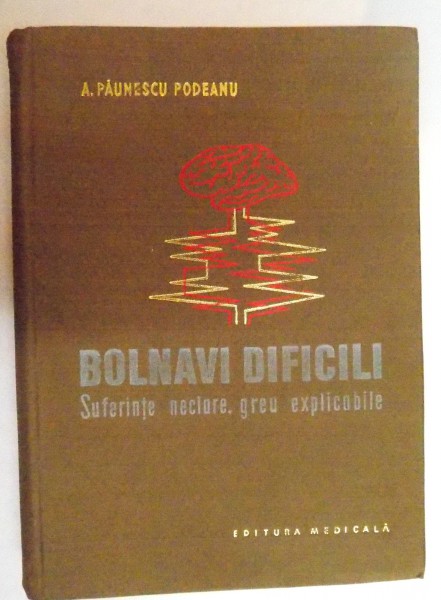 A. PĂUNESCU PODEANU
BOLNAVI DIFICILI
Suferințe neclare, greu explicabile
EDITURA MEDICALĂ